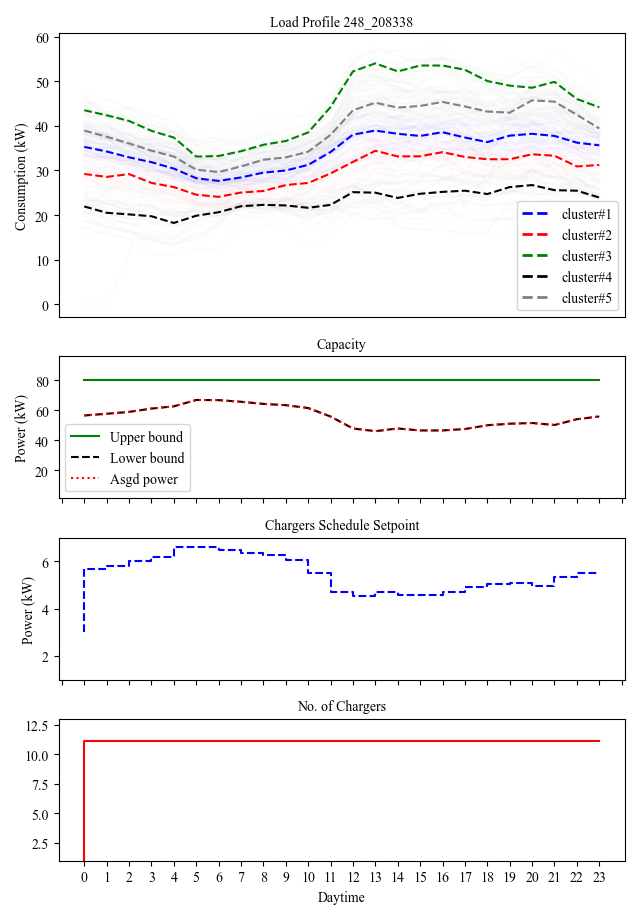 Load Profile 248_208338
60
50
40
30
20
10
0
Consumption (kW)
cluster#1
cluster#2
cluster#3
cluster#4
cluster#5
Capacity
80
60
40
20
Power (kW)
Upper bound
Lower bound
Asgd power
Chargers Schedule Setpoint
6
4
2
Power (kW)
No. of Chargers
12.5
10.0
7.5
5.0
2.5
0 1 2 3 4 5 6 7 8 9 10 11 12 13 14 15 16 17 18 19 20 21 22 23
Daytime